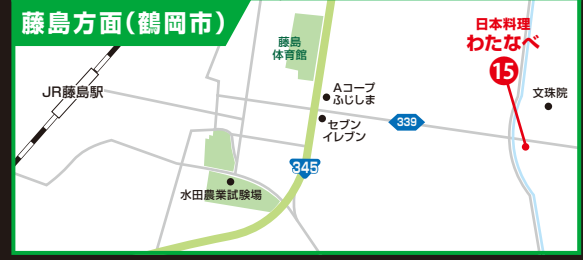 藤島方面(鶴岡市)
日本料理
わたなべ
15
藤島
体育館
JR藤島駅
Aコープ
ふじしま
文珠院
セブン
イレブン
339
345
水田農業試験場